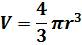 V = 4/3 πr³